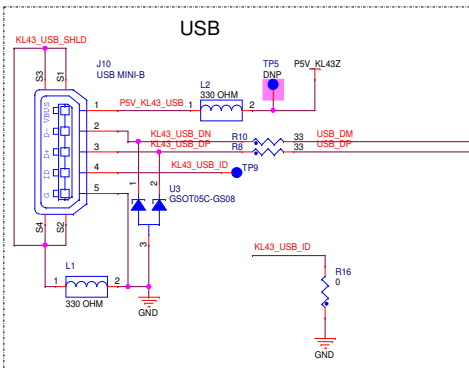 USB
KL43_USB_SHLD
J10
USB MINI-B
S3
S1
L2
330 OHM
TP5
DNP
P5V_KL43Z
VBUS
1
P5V_KL43_USB
1
2
D-
2
KL43_USB_DN
R10
33
USB_DM
D+
3
KL43_USB_DP
R8
33
USB_DP
ID
4
KL43_USB_ID
TP9
G
5
1
2
U3
GSOT05C-GS08
S4
S2
3
L1
1
2
330 OHM
GND
KL43_USB_ID
R16
0
GND